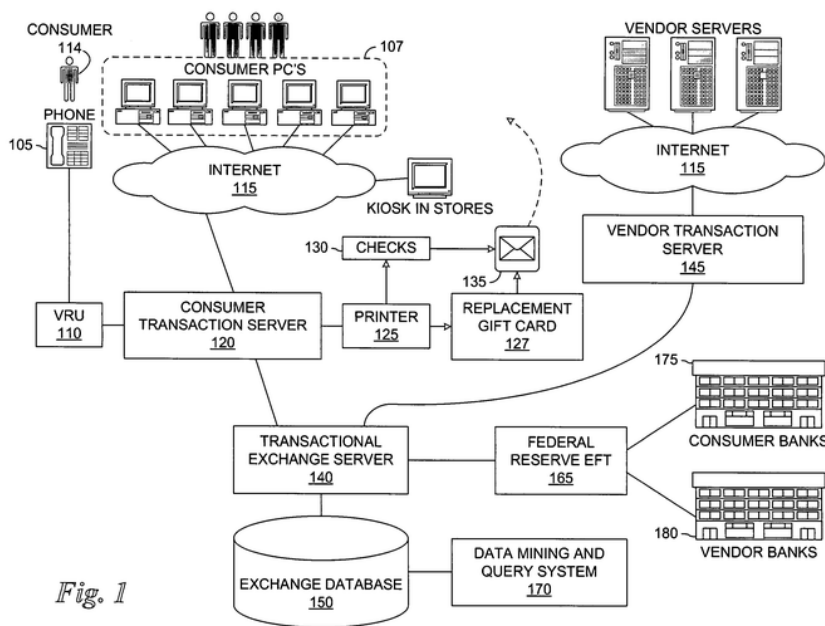 CONSUMER
114
PHONE
105
107
CONSUMER PC'S
INTERNET
115
KIOSK IN STORES
VENDOR SERVERS
INTERNET
115
VENDOR TRANSACTION
SERVER
145
130
CHECKS
135
VRU
110
CONSUMER
TRANSACTION SERVER
120
PRINTER
125
REPLACEMENT
GIFT CARD
127
TRANSACTIONAL
EXCHANGE SERVER
140
FEDERAL
RESERVE EFT
165
175
CONSUMER BANKS
180
VENDOR BANKS
EXCHANGE DATABASE
150
DATA MINING AND
QUERY SYSTEM
170
Fig. 1